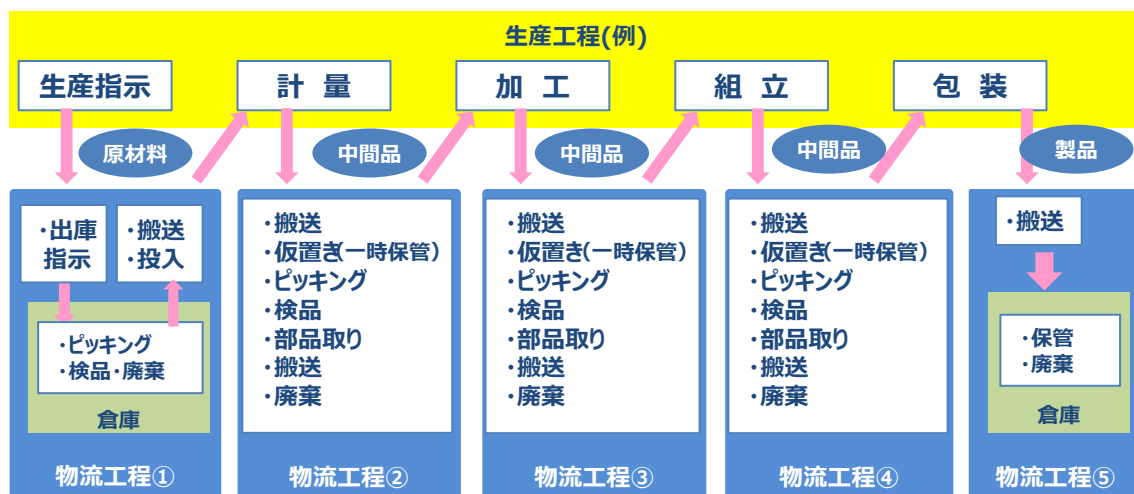 生産工程(例)
生産指示
計 量
加 工
組 立
包 装
原材料
中間品
中間品
中間品
製品
・出庫
指示
・搬送
・投入
・ピッキング
・検品・廃棄
倉庫
物流工程①
・搬送
・仮置き(一時保管)
・ピッキング
・検品
・部品取り
・搬送
・廃棄
物流工程②
・搬送
・仮置き(一時保管)
・ピッキング
・検品
・部品取り
・搬送
・廃棄
物流工程③
・搬送
・仮置き(一時保管)
・ピッキング
・検品
・部品取り
・搬送
・廃棄
物流工程④
・搬送
・保管
・廃棄
倉庫
物流工程⑤